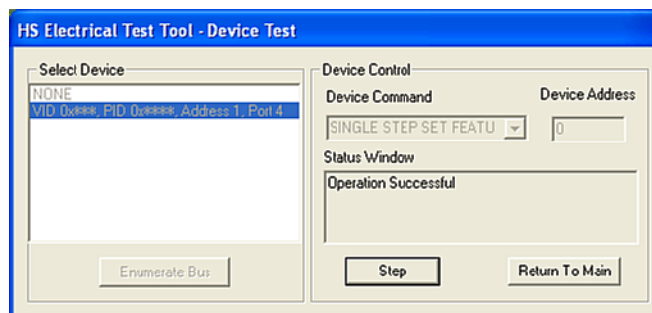 HS Electrical Test Tool - Device Test
Select Device
NONE
VID 0x***, PID 0x****, Address 1, Port 4
Enumerate Bus
Device Control
Device Command
Device Address
SINGLE STEP SET FEATU
0
Status Window
Operation Successful
Step
Return To Main